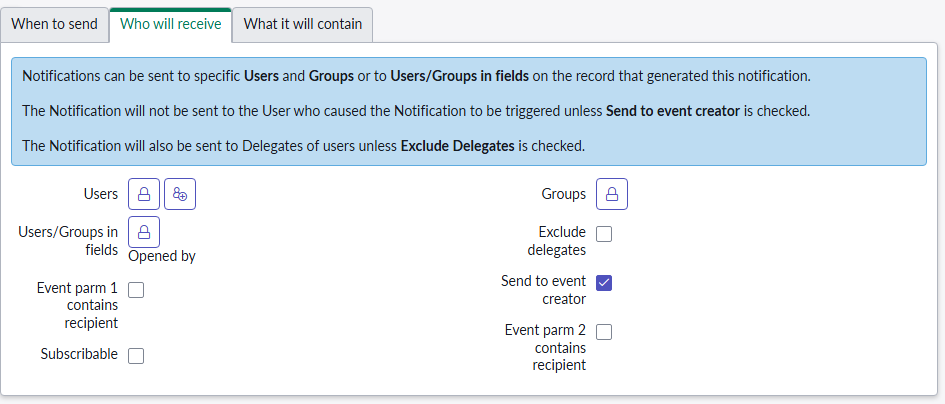 When to send
Who will receive
What it will contain
Notifications can be sent to specific Users and Groups or to Users/Groups in fields on the record that generated this notification.
The Notification will not be sent to the User who caused the Notification to be triggered unless Send to event creator is checked.
The Notification will also be sent to Delegates of users unless Exclude Delegates is checked.
Users
Groups
Users/Groups in
fields
Opened by
Exclude
delegates
Event parm 1
contains
recipient
Send to event
creator
Event parm 2
contains
recipient
Subscribable